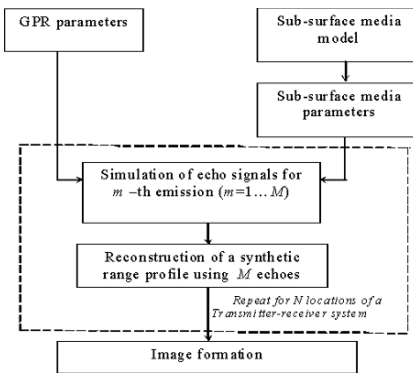 GPR parameters
Sub-surface media
model
Sub-surface media
parameters
Simulation of echo signals for
m –th emission (m=1... M)
Reconstruction of a synthetic
range profile using M echoes
Repeat for N locations of a
Transmitter-receiver system
Image formation